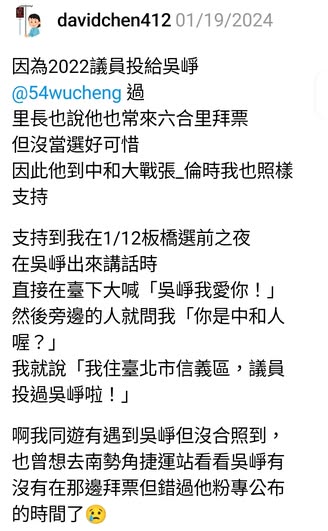 davidchen412 01/19/2024
因為2022議員投給吳崢
@54wucheng 過
里長也說他也常來六合里拜票
但沒當選好可惜
因此他到中和大戰張_倫時我也照樣
支持
支持到我在1/12板橋選前之夜
在吳崢出來講話時
直接在臺下大喊「吳崢我愛你！」
然後旁邊的人就問我「你是中和人
喔？」
我就說「我住臺北市信義區，議員
投過吳崢啦！」
啊我同遊有遇到吳崢但沒合照到，
也曾想去南勢角捷運站看看吳崢有
沒有在那邊拜票但錯過他粉專公布
的時間了😢